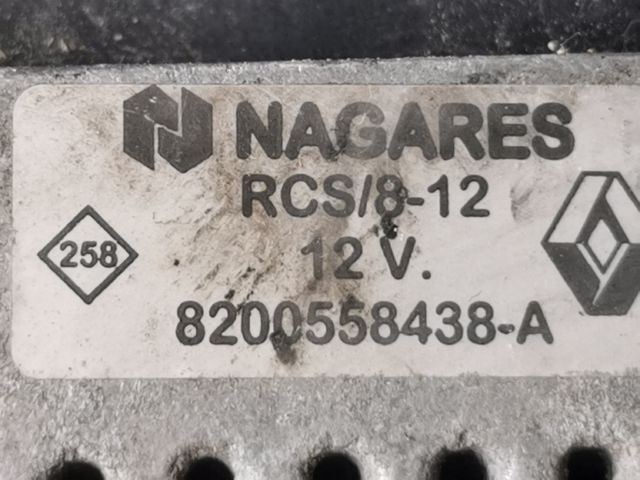 NAGARES
RCS/8-12
258
12 V.
8200558438-A